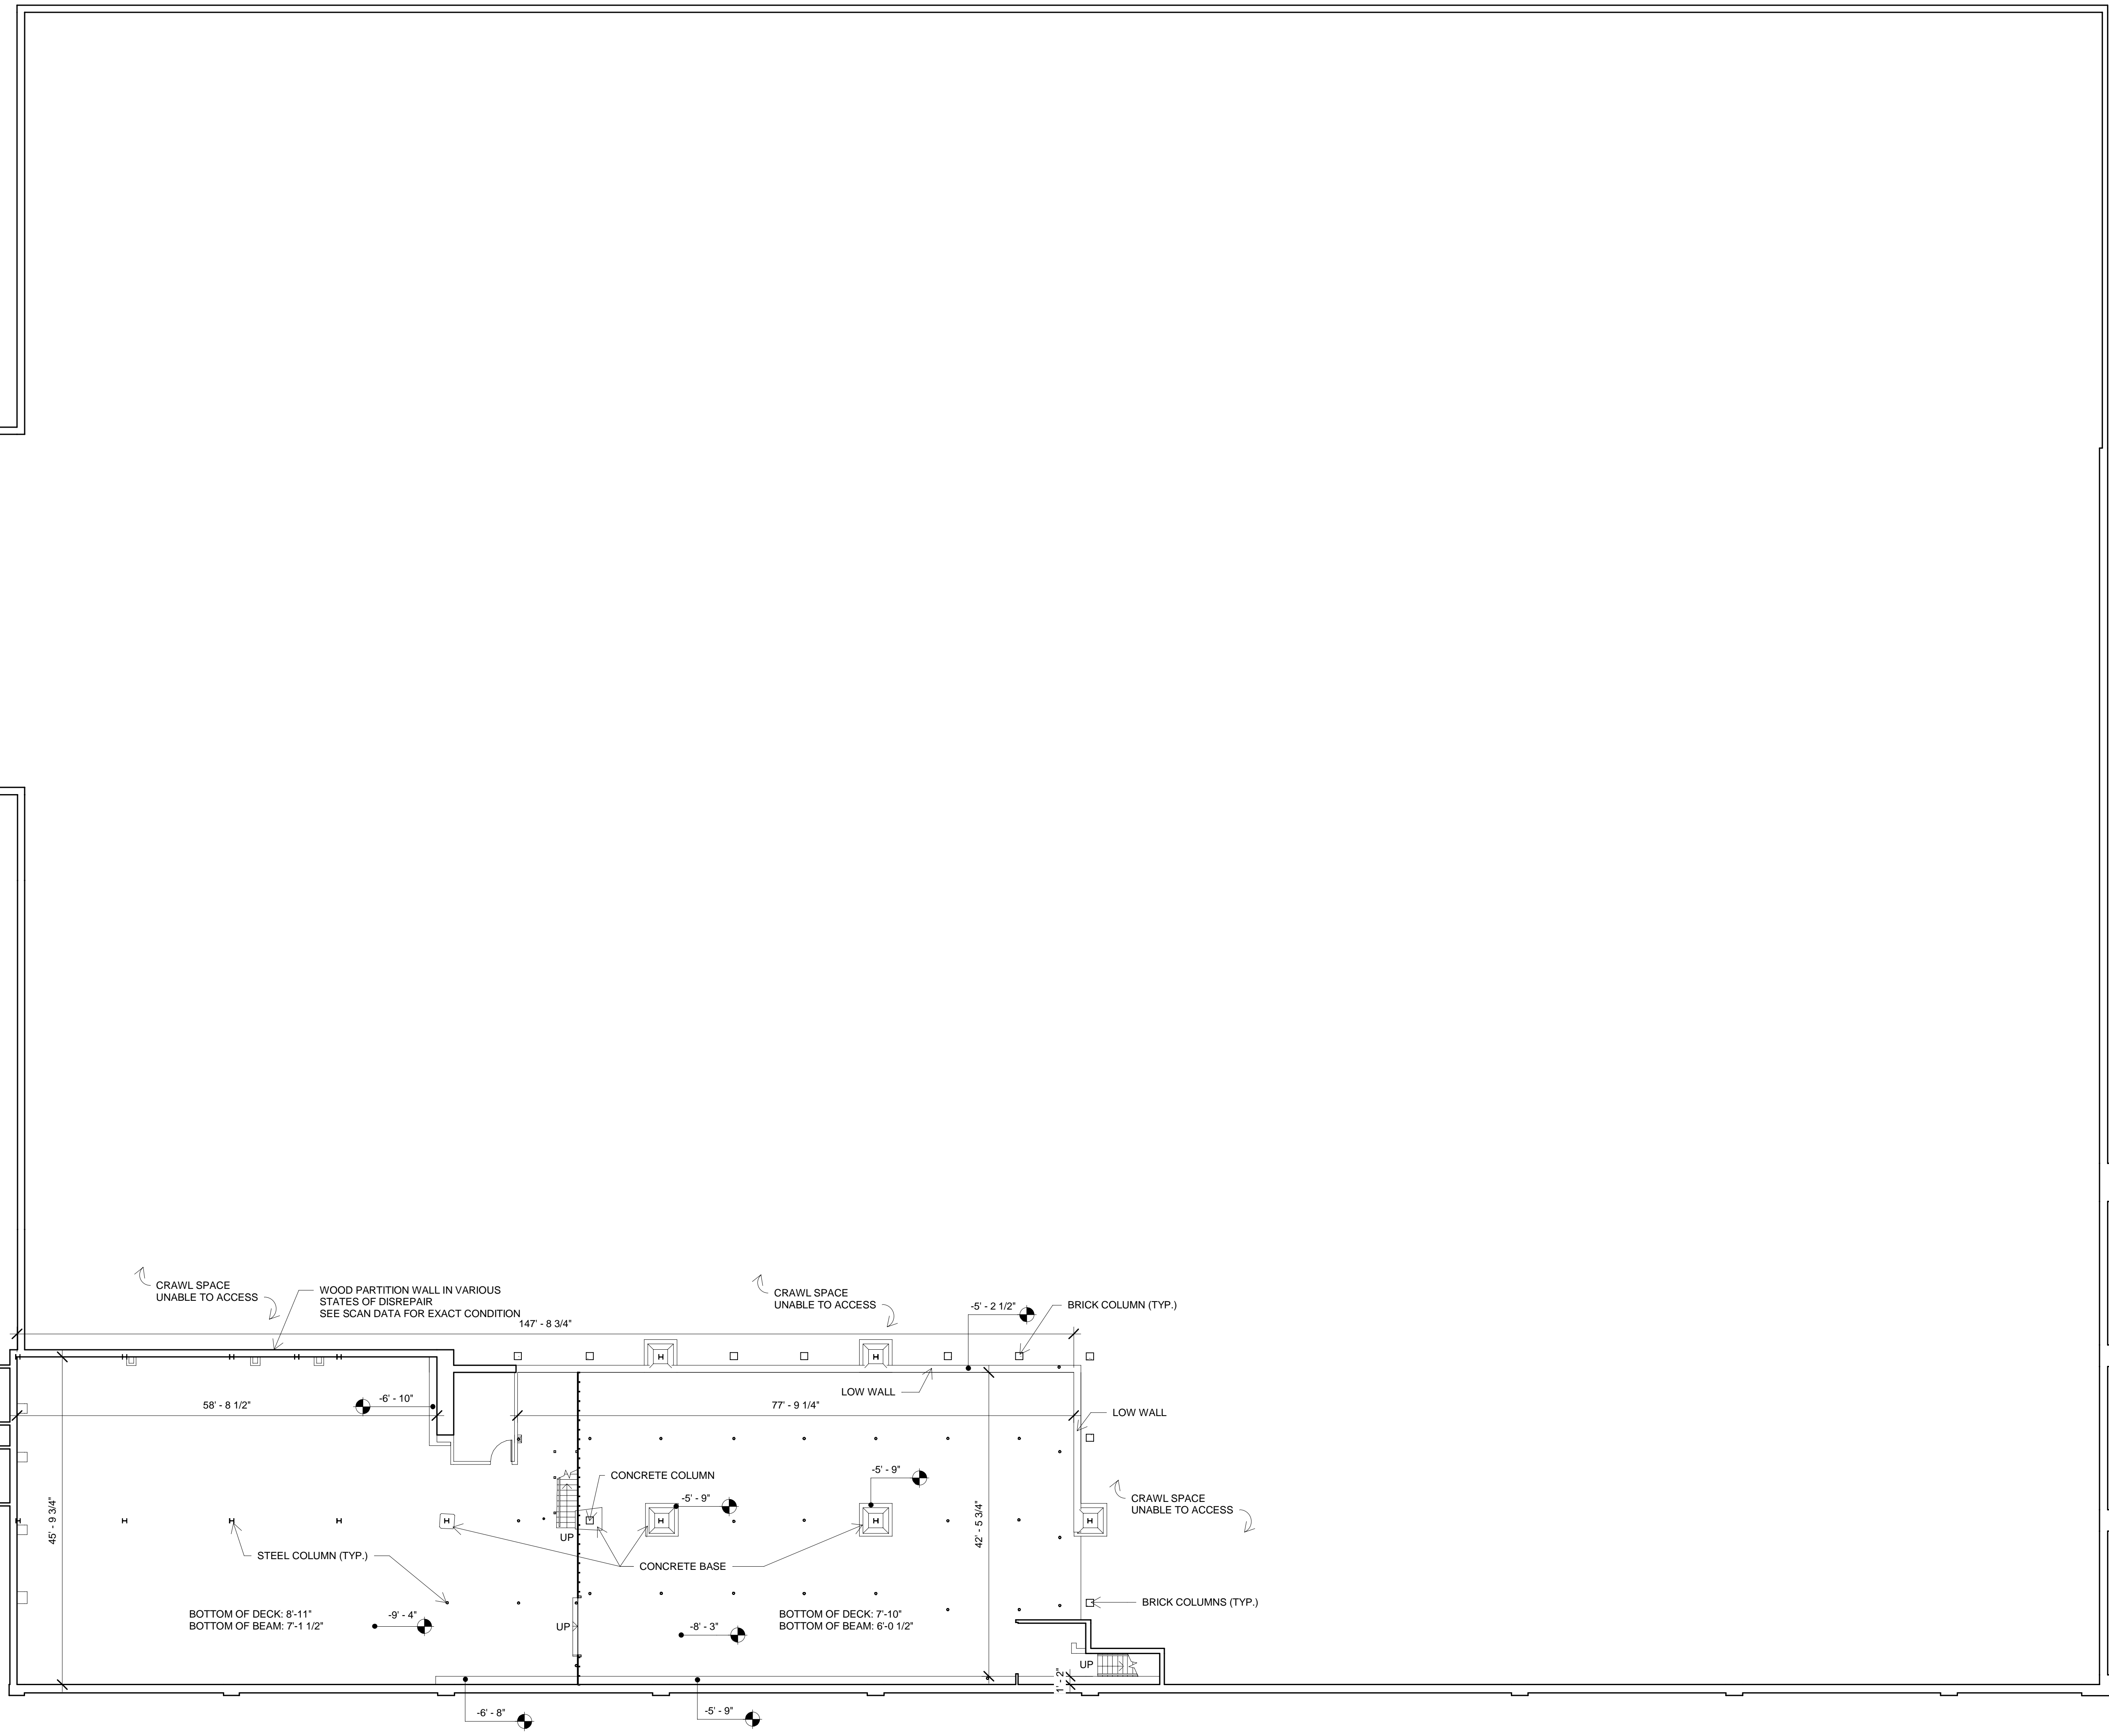 CRAWL SPACE
UNABLE TO ACCESS
WOOD PARTITION WALL IN VARIOUS
STATES OF DISREPAIR
SEE SCAN DATA FOR EXACT CONDITION
CRAWL SPACE
UNABLE TO ACCESS
-5' - 2 1/2"
BRICK COLUMN (TYP.)
147' - 8 3/4"
LOW WALL
-6' - 10"
58' - 8 1/2"
77' - 9 1/4"
LOW WALL
CONCRETE COLUMN
-5' - 9"
-5' - 9"
CRAWL SPACE
UNABLE TO ACCESS
45' - 9 3/4"
42' - 5 3/4"
UP
STEEL COLUMN (TYP.)
CONCRETE BASE
BRICK COLUMNS (TYP.)
BOTTOM OF DECK: 8'-11"
BOTTOM OF BEAM: 7'-1 1/2"
-9' - 4"
UP
-8' - 3"
BOTTOM OF DECK: 7'-10"
BOTTOM OF BEAM: 6'-0 1/2"
UP
1' - 2"
-6' - 8"
-5' - 9"